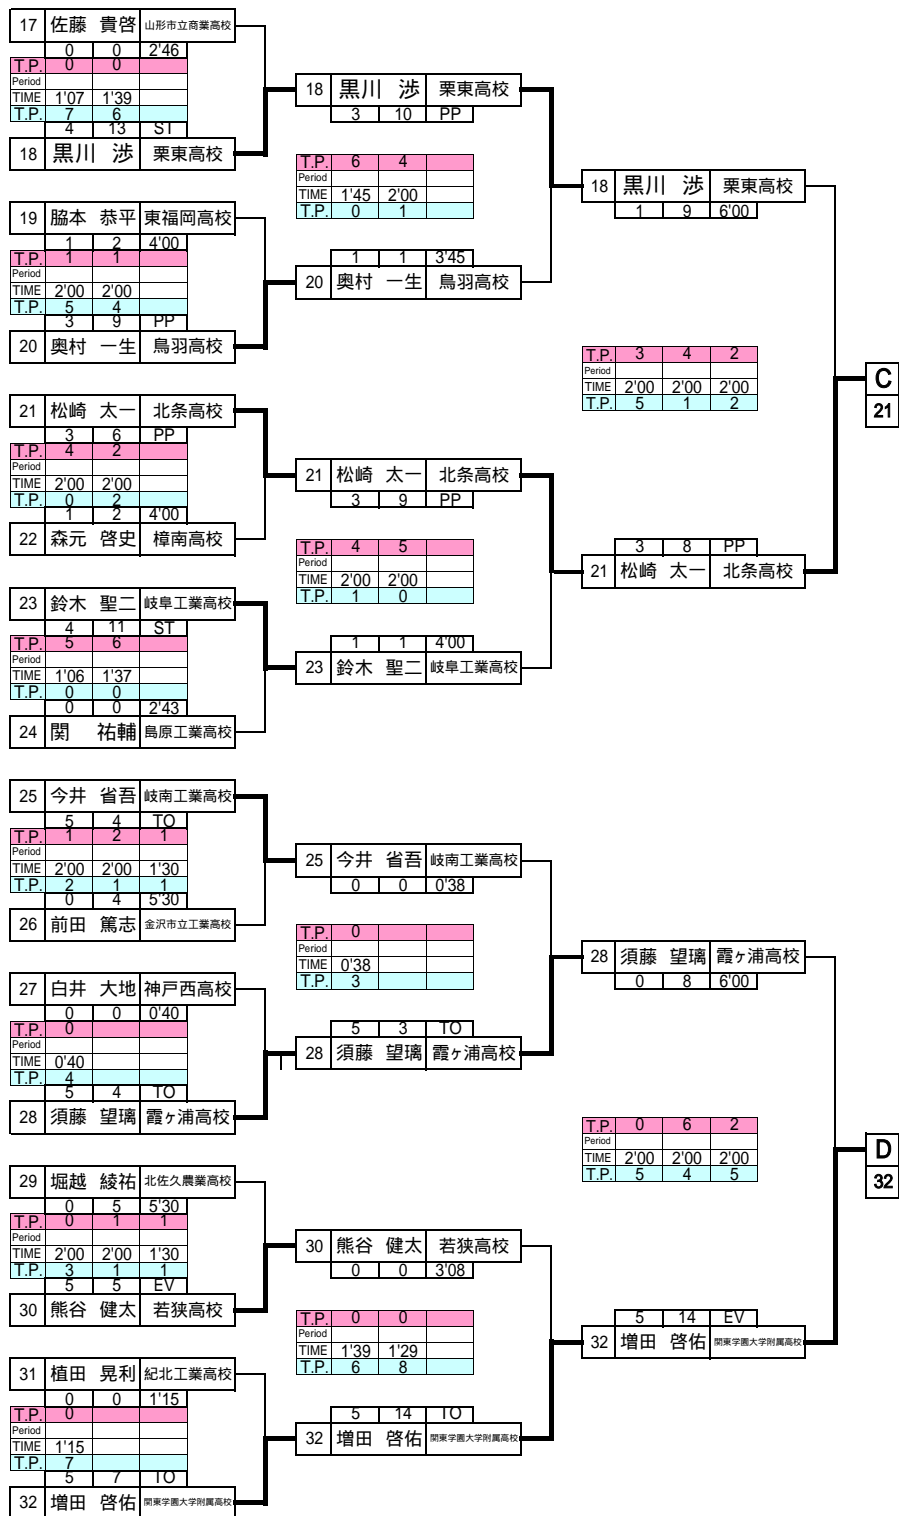 17 佐藤 貴啓 山形市立商業高校
0 0 2'46
T.P. 0 0
Period
TIME 1'07 1'39
T.P. 7 6
4 13 ST
18 黒川 渉 栗東高校
19 脇本 恭平 東福岡高校
1 2 4'00
T.P. 1 1
Period
TIME 2'00 2'00
T.P. 5 4
3 9 PP
20 奥村 一生 鳥羽高校
21 松崎 太一 北条高校
3 6 PP
T.P. 4 2
Period
TIME 2'00 2'00
T.P. 0 2
1 2 4'00
22 森元 啓史 樟南高校
23 鈴木 聖二 岐阜工業高校
4 11 ST
T.P. 5 6
Period
TIME 1'06 1'37
T.P. 0 0
0 0 2'43
24 関 祐輔 島原工業高校
25 今井 省吾 岐南工業高校
5 4 TO
T.P. 1 2 1
Period
TIME 2'00 2'00 1'30
T.P. 2 1 1
0 4 5'30
26 前田 篤志 金沢市立工業高校
27 白井 大地 神戸西高校
0 0 0'40
T.P. 0
Period
TIME 0'40
T.P. 4
5 4 TO
28 須藤 望璃 霞ヶ浦高校
29 堀越 綾祐 北佐久農業高校
0 5 5'30
T.P. 0 1 1
Period
TIME 2'00 2'00 1'30
T.P. 3 1 1
5 5 EV
30 熊谷 健太 若狭高校
31 植田 晃利 紀北工業高校
0 0 1'15
T.P. 0
Period
TIME 1'15
T.P. 7
5 7 TO
32 増田 啓佑 関東学園大学附属高校
18 黒川 渉 栗東高校
3 10 PP
T.P. 6 4
Period
TIME 1'45 2'00
T.P. 0 1
1 1 3'45
20 奥村 一生 鳥羽高校
21 松崎 太一 北条高校
3 9 PP
T.P. 4 5
Period
TIME 2'00 2'00
T.P. 1 0
1 1 4'00
23 鈴木 聖二 岐阜工業高校
25 今井 省吾 岐南工業高校
0 0 0'38
T.P. 0
Period
TIME 0'38
T.P. 3
5 3 TO
28 須藤 望璃 霞ヶ浦高校
30 熊谷 健太 若狭高校
0 0 3'08
T.P. 0 0
Period
TIME 1'39 1'29
T.P. 6 8
5 14 TO
32 増田 啓佑 関東学園大学附属高校
18 黒川 渉 栗東高校
1 9 6'00
T.P. 3 4 2
Period
TIME 2'00 2'00 2'00
T.P. 5 1 2
3 8 PP
21 松崎 太一 北条高校
28 須藤 望璃 霞ヶ浦高校
0 8 6'00
T.P. 0 6 2
Period
TIME 2'00 2'00 2'00
T.P. 5 4 5
5 14 EV
32 増田 啓佑 関東学園大学附属高校
C
21
D
32